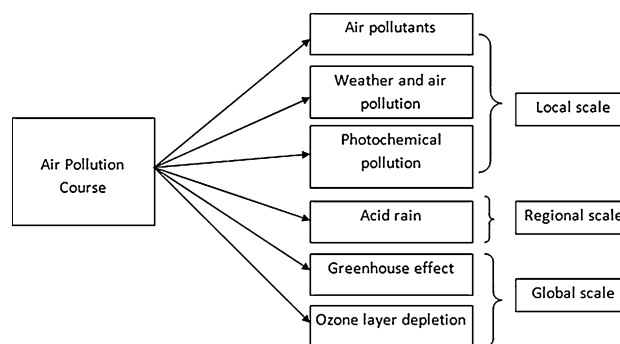 Air pollutants
Weather and air
pollution
Local scale
Photochemical
pollution
Air Pollution
Course
Acid rain
Regional scale
Greenhouse effect
Global scale
Ozone layer depletion